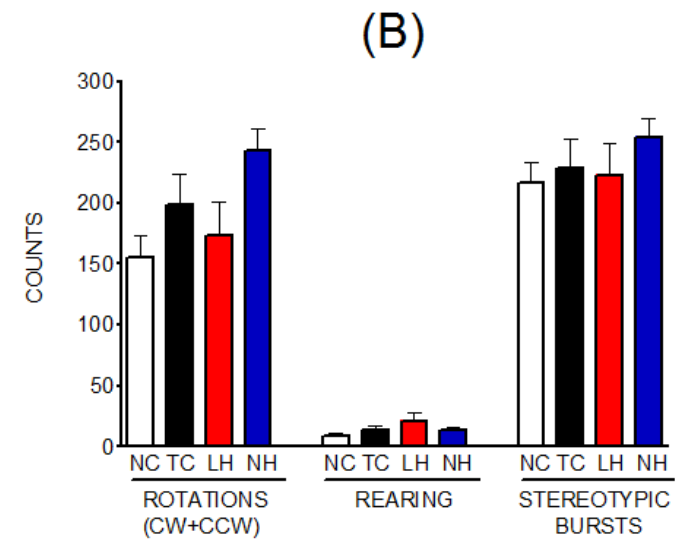 (B)
300
250
200
150
100
50
0
COUNTS
NC TC LH NH NC TC LH NH NC TC LH NH
ROTATIONS REARING STEREOTYPIC
(CW+CCW) BURSTS